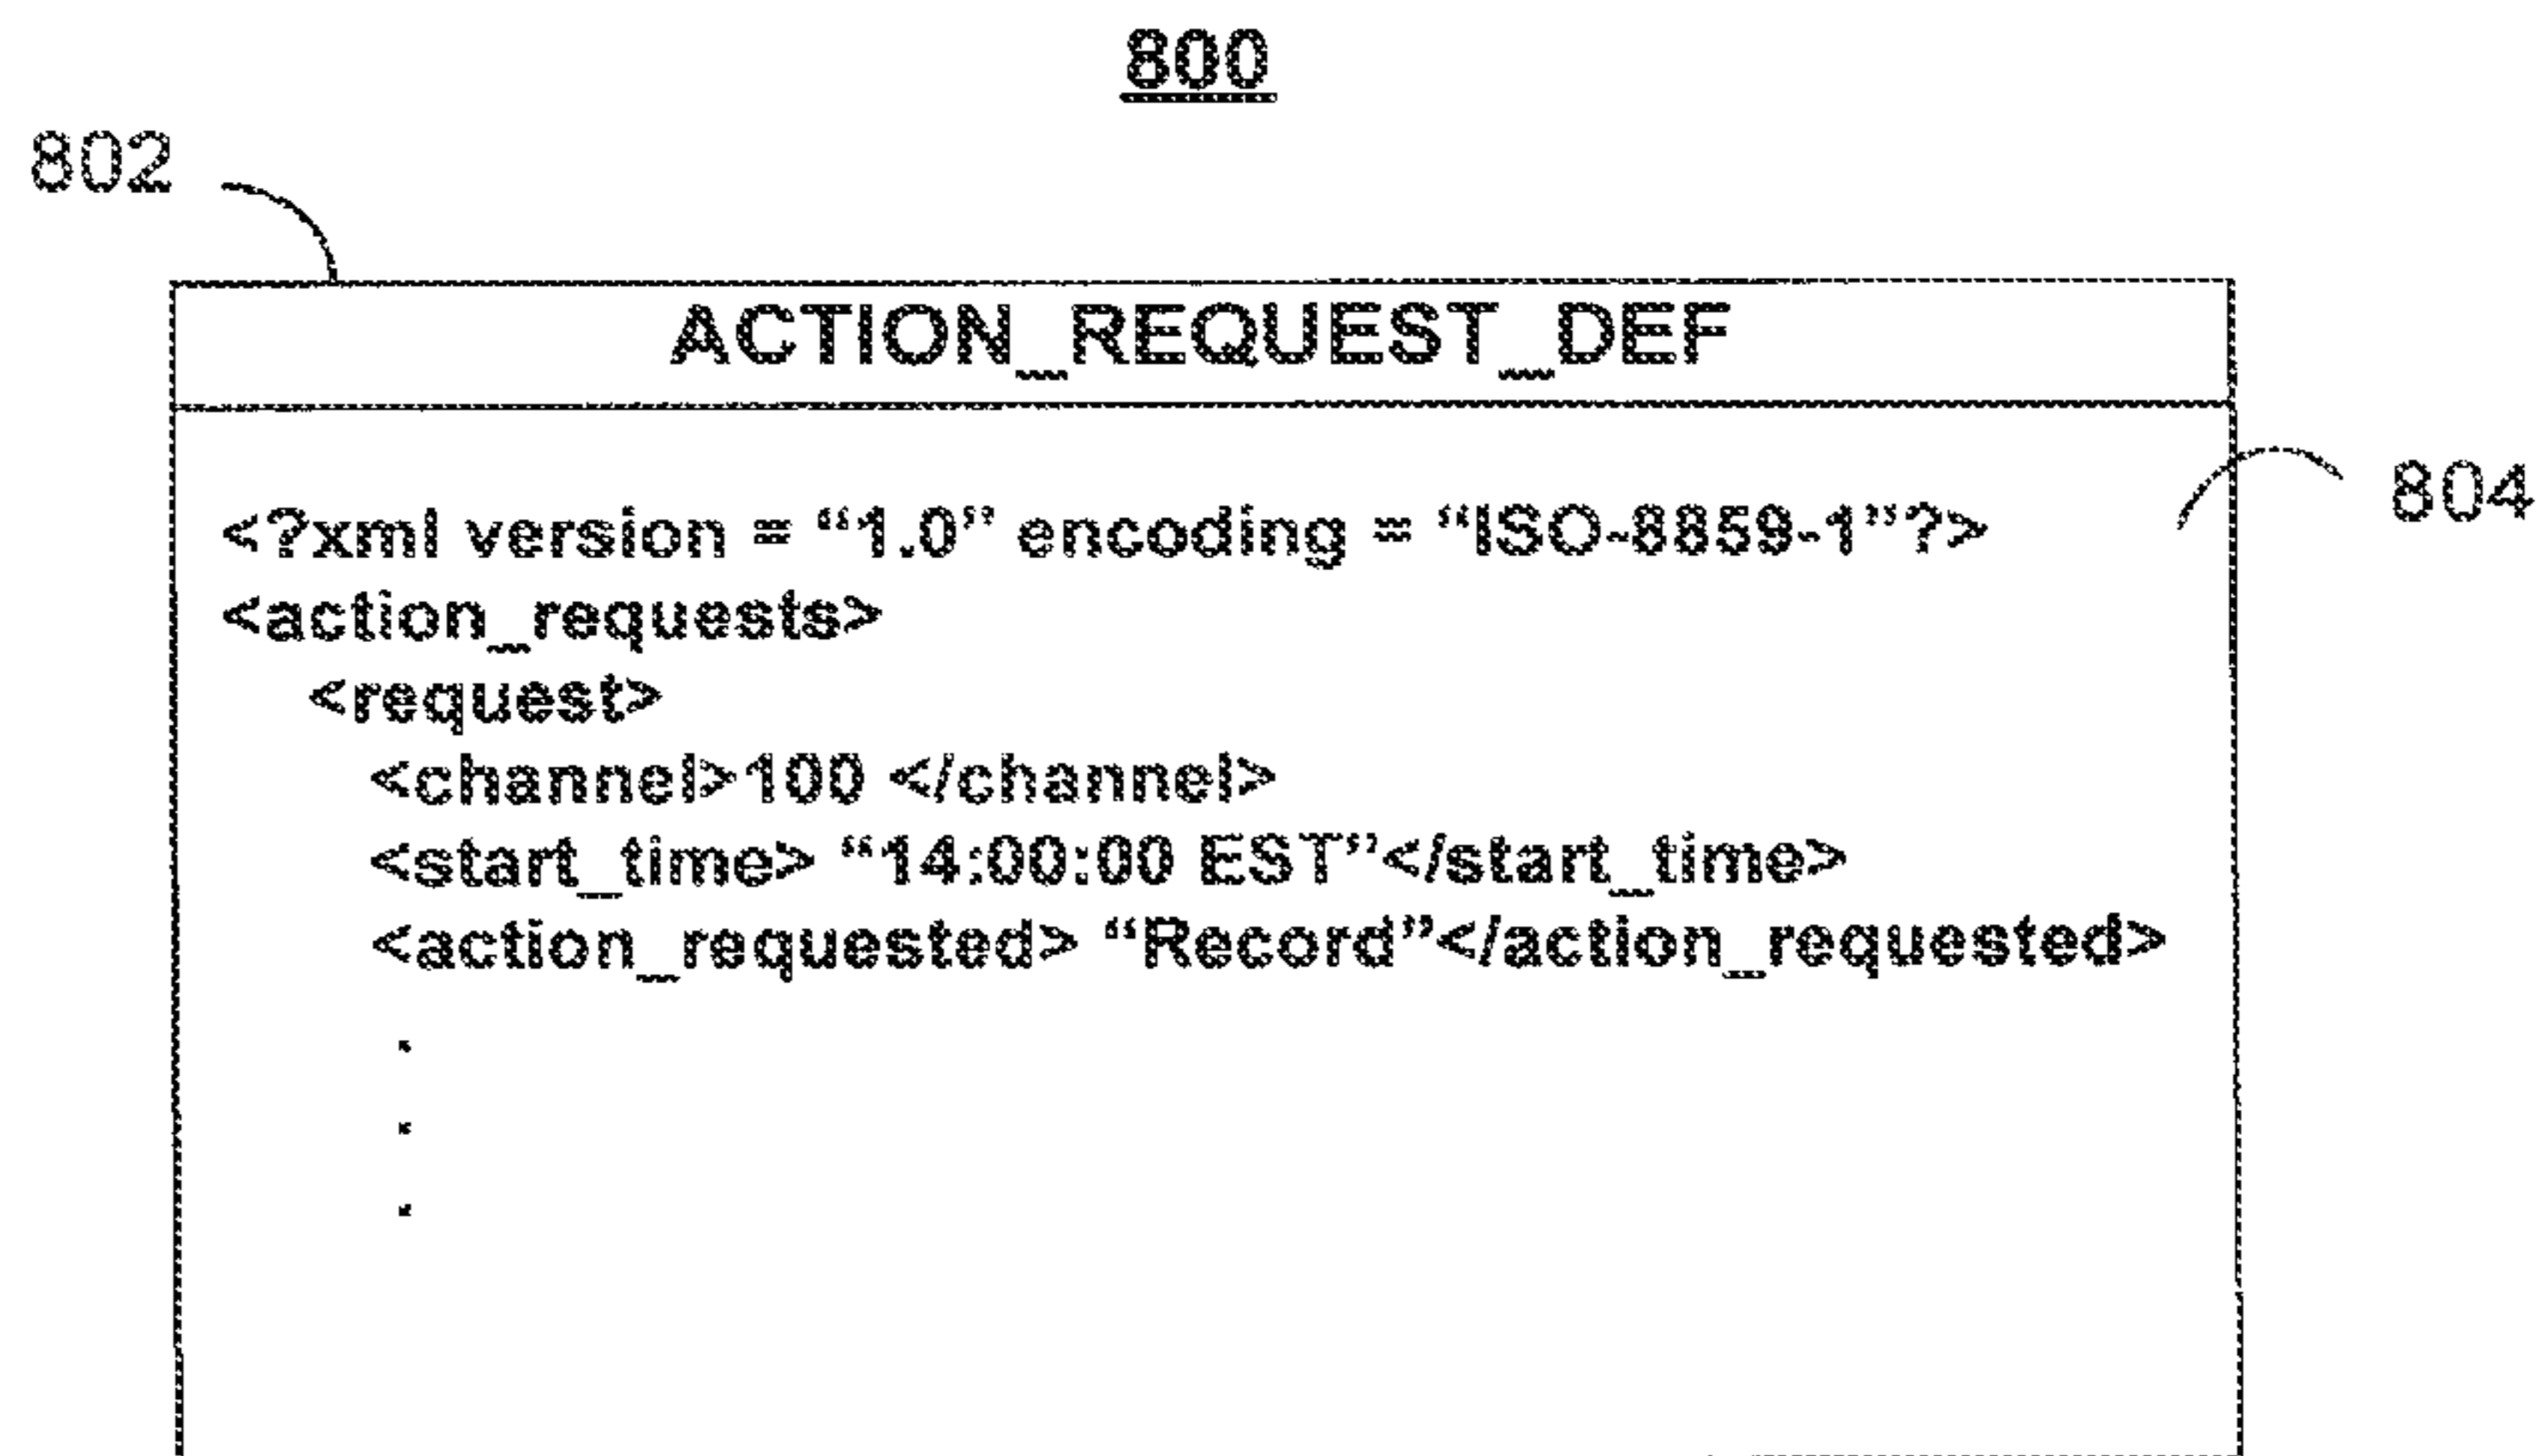 800
802
ACTION_REQUEST_DEF
804
<?xml version = “1.0” encoding = “ISO-8859-1”?>
<action_requests>
<request>
<channel>100 </channel>
<start_time> “14:00:00 EST”</start_time>
<action_requested> “Record”</action_requested>
.
.
.